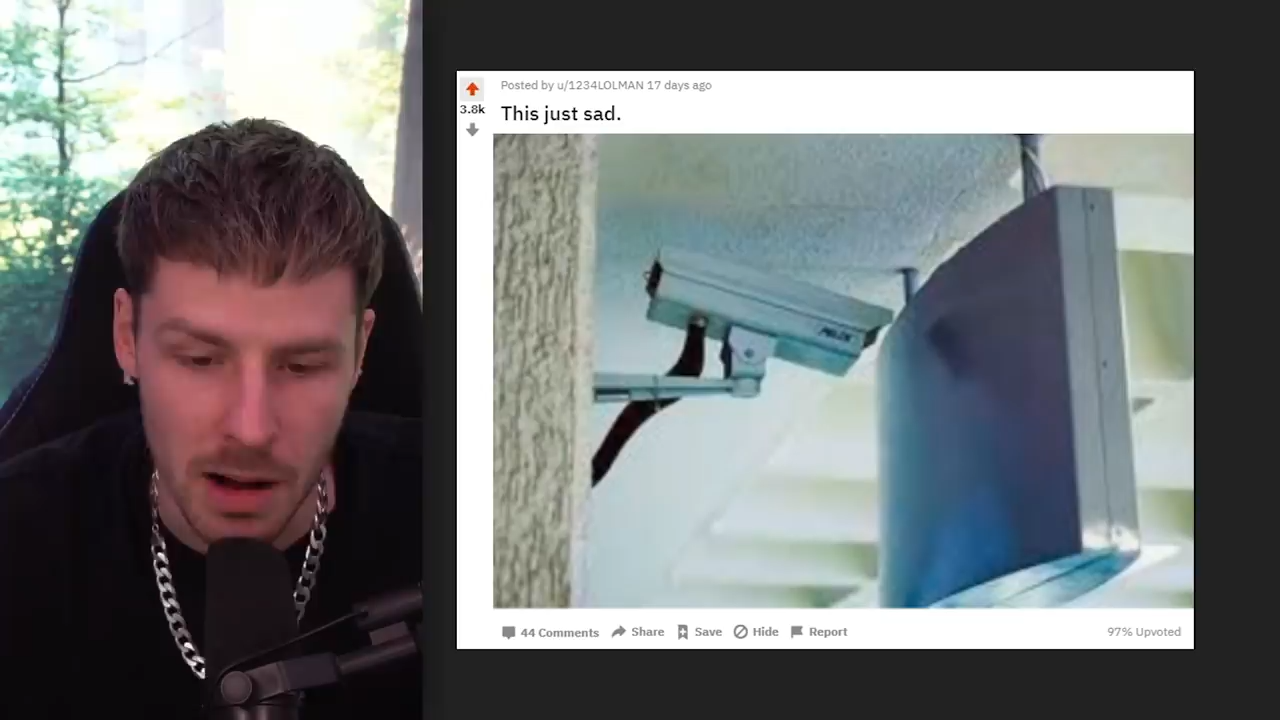 Posted by u/1234LOLMAN 17 days ago
3.8k
This just sad.
44 Comments Share Save Hide Report
97% Upvoted